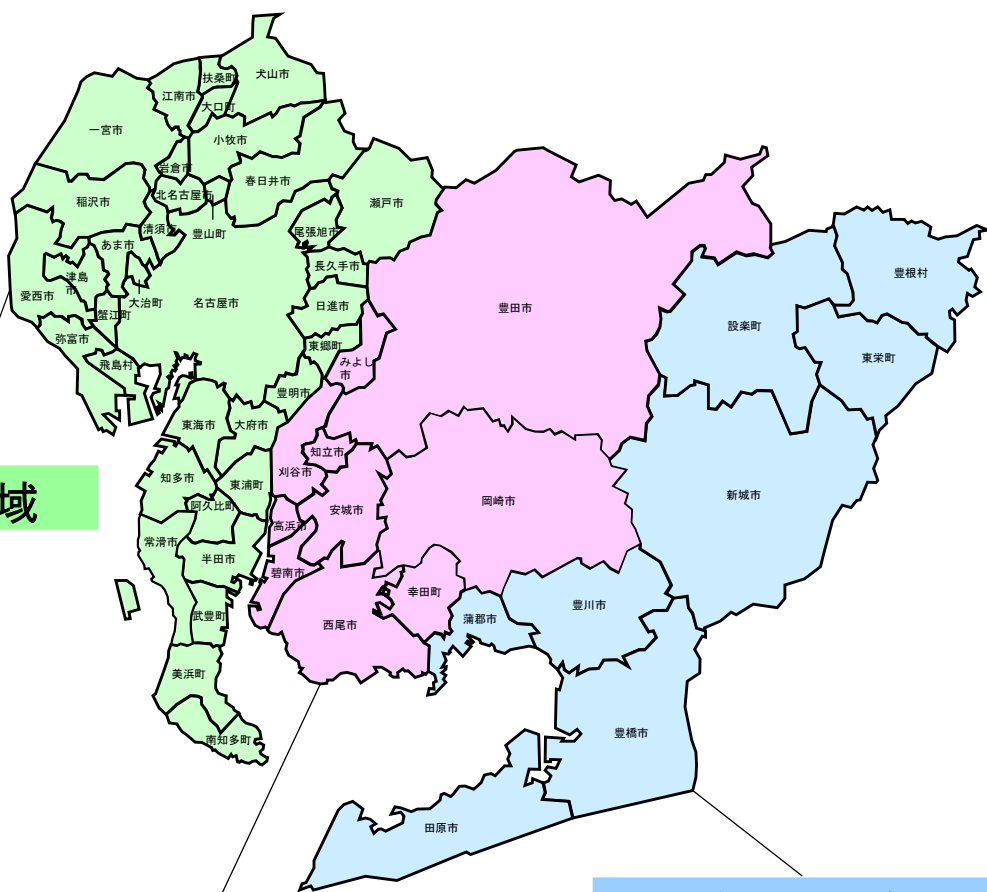 犬山市
扶桑町
江南市
大口町
一宮市
小牧市
岩倉市
春日井市
北名古屋市
稲沢市
瀬戸市
清須市
豊山町
尾張旭市
あま市
長久手市
津島
市
愛西市
大治町
名古屋市
日進市
蟹江町
弥富市
東郷町
飛島村
みよし
市
豊明市
豊田市
豊根村
設楽町
東栄町
東海市
大府市
知立市
刈谷市
知多市
東浦町
域
阿久比町
安城市
岡崎市
新城市
高浜市
常滑市
半田市
碧南市
幸田町
豊川市
武豊町
西尾市
蒲郡市
美浜町
南知多町
豊橋市
田原市